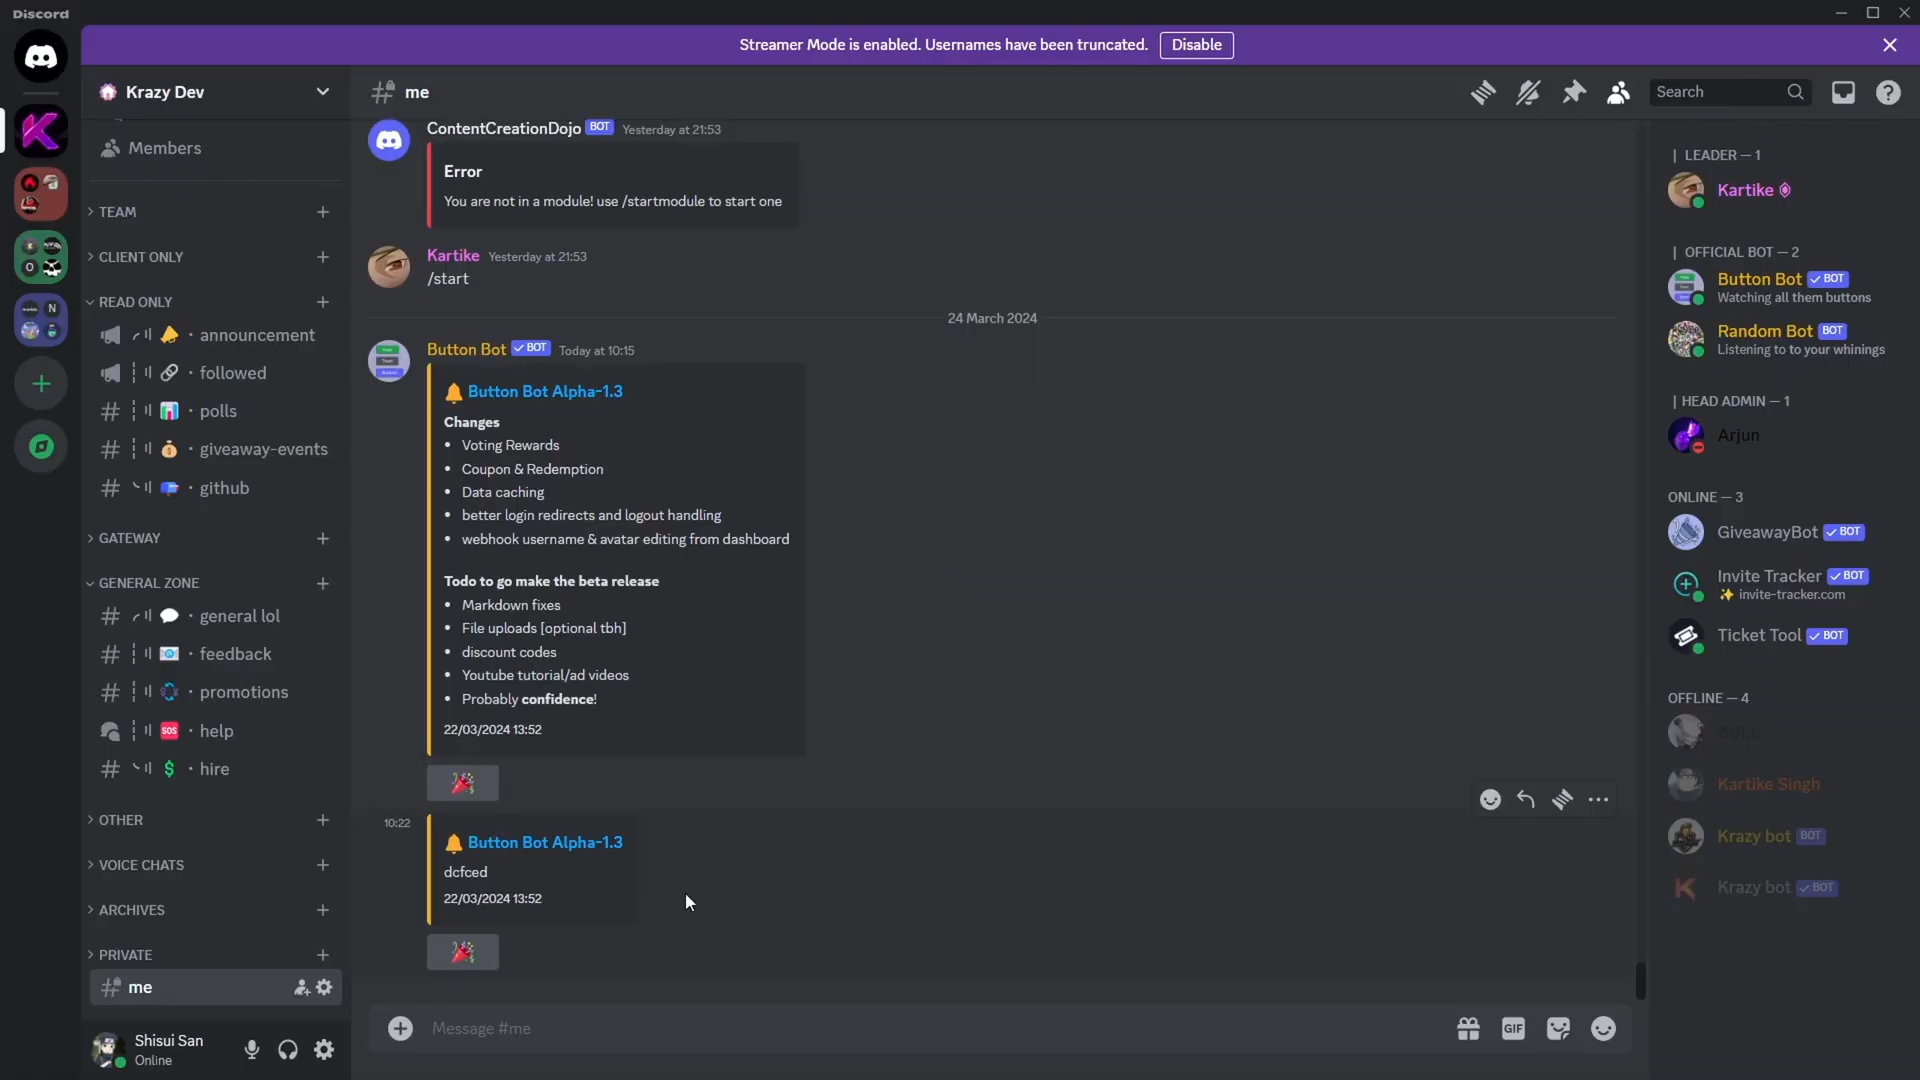 Discord
Streamer Mode is enabled. Usernames have been truncated. Disable
Krazy Dev
Members
TEAM
CLIENT ONLY
READ ONLY
announcement
followed
polls
giveaway-events
github
GATEWAY
GENERAL ZONE
general lol
feedback
promotions
SOS · help
hire
OTHER
VOICE CHATS
ARCHIVES
PRIVATE
me
Shisui San
Online
me
Search
ContentCreationDojo BOT Yesterday at 21:53
Error
You are not in a module! use /startmodule to start one
Kartike Yesterday at 21:53
/start
24 March 2024
Button Bot ✓ BOT Today at 10:15
🔔 Button Bot Alpha-1.3
Changes
• Voting Rewards
• Coupon & Redemption
• Data caching
• better login redirects and logout handling
• webhook username & avatar editing from dashboard
Todo to go make the beta release
• Markdown fixes
• File uploads [optional tbh]
• discount codes
• Youtube tutorial/ad videos
• Probably confidence!
22/03/2024 13:52
10:22
🔔 Button Bot Alpha-1.3
dcfced
22/03/2024 13:52
Message #me
GIF
| LEADER — 1
Kartike
| OFFICIAL BOT — 2
Button Bot ✓ BOT
Watching all them buttons
Random Bot BOT
Listening to to your whinings
| HEAD ADMIN — 1
Arjun
ONLINE — 3
GiveawayBot ✓ BOT
Invite Tracker ✓ BOT
✨ invite-tracker.com
Ticket Tool ✓ BOT
OFFLINE — 4
Kartike Singh
Krazy bot BOT
Krazy bot ✓ BOT